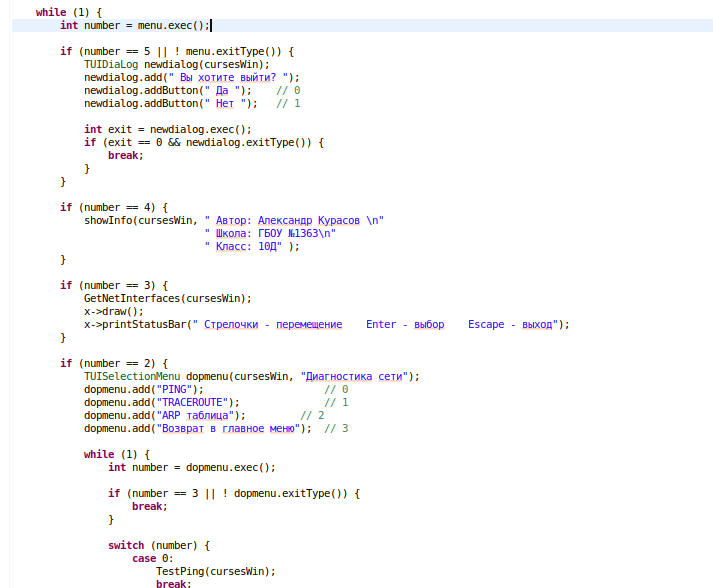 while (1) {
int number = menu.exec();
if (number == 5 || ! menu.exitType()) {
TUIDiaLog newdialog(cursesWin);
newdialog.add(" Вы хотите выйти? ");
newdialog.addButton(" Да ");    // 0
newdialog.addButton(" Нет ");   // 1
int exit = newdialog.exec();
if (exit == 0 && newdialog.exitType()) {
break;
}
}
if (number == 4) {
showInfo(cursesWin, " Автор: Александр Курасов \n"
" Школа: ГБОУ №1363\n"
" Класс: 10Д" );
}
if (number == 3) {
GetNetInterfaces(cursesWin);
x->draw();
x->printStatusBar(" Стрелочки - перемещение    Enter - выбор    Escape - выход");
}
if (number == 2) {
TUISelectionMenu dopmenu(cursesWin, "Диагностика сети");
dopmenu.add("PING");                    // 0
dopmenu.add("TRACEROUTE");              // 1
dopmenu.add("ARP таблица");         // 2
dopmenu.add("Возврат в главное меню");  // 3
while (1) {
int number = dopmenu.exec();
if (number == 3 || ! dopmenu.exitType()) {
break;
}
switch (number) {
case 0:
TestPing(cursesWin);
break;